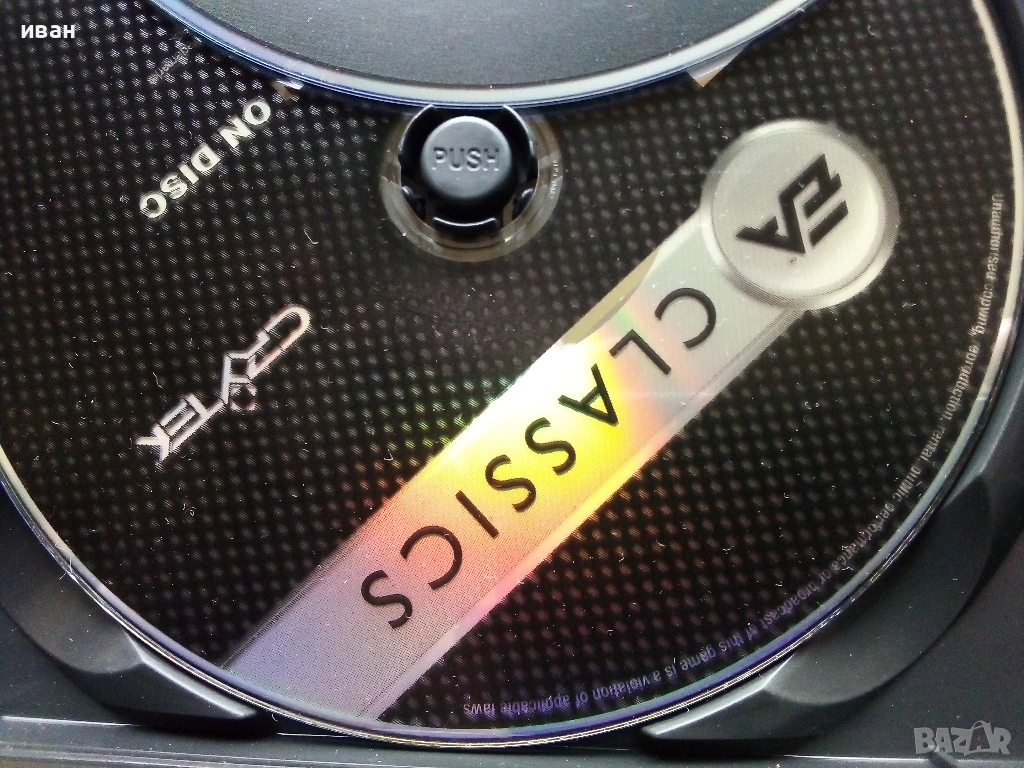 иван
ON DISC
PUSH
EA
CLASSICS
CRYTEK
Unauthorised copying, reproduction, rental, public performance or broadcast of this game is a violation of applicable laws
BAZAR